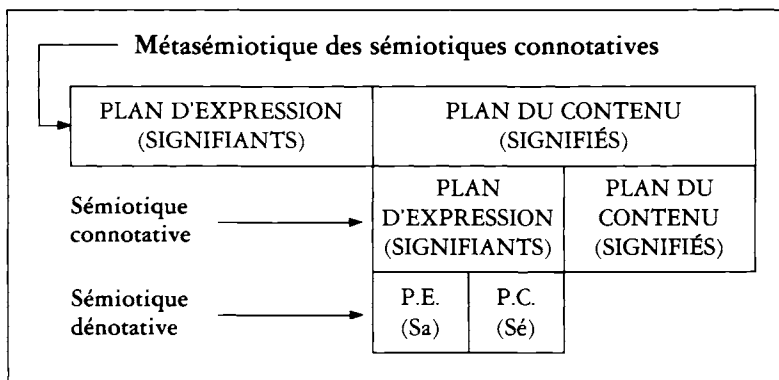 Métasémiotique des sémiotiques connotatives
PLAN D'EXPRESSION
(SIGNIFIANTS)
PLAN DU CONTENU
(SIGNIFIÉS)
Sémiotique
connotative
PLAN
D'EXPRESSION
(SIGNIFIANTS)
PLAN DU
CONTENU
(SIGNIFIÉS)
Sémiotique
dénotative
P.E.
(Sa)
P.C.
(Sé)